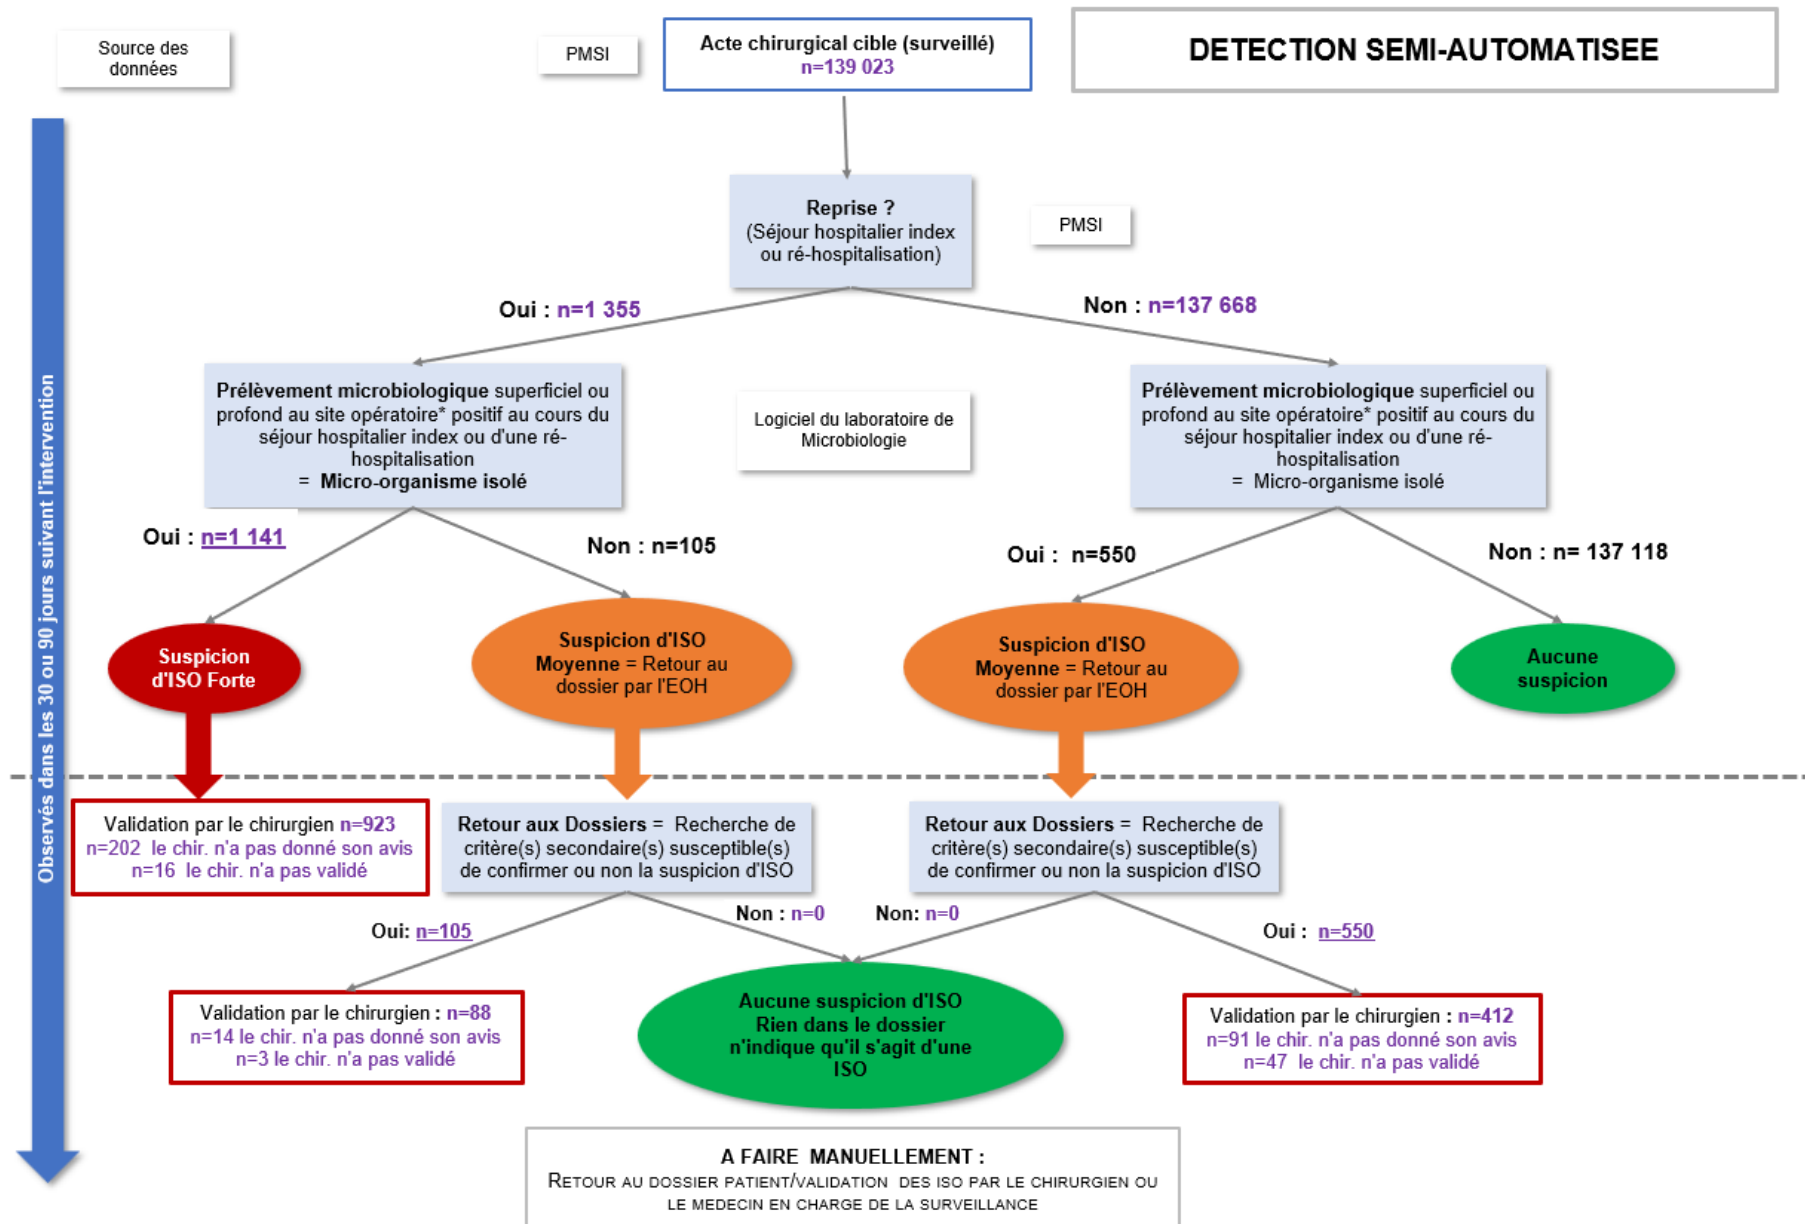 Source des
données
PMSI
Acte chirurgical cible (surveillé)
n=139 023
DETECTION SEMI-AUTOMATISEE
Reprise ?
(Séjour hospitalier index
ou ré-hospitalisation)
PMSI
Oui : n=1 355
Non : n=137 668
Prélèvement microbiologique superficiel ou
profond au site opératoire* positif au cours du
séjour hospitalier index ou d'une ré-
hospitalisation
= Micro-organisme isolé
Logiciel du laboratoire de
Microbiologie
Prélèvement microbiologique superficiel ou
profond au site opératoire* positif au cours du
séjour hospitalier index ou d'une ré-
hospitalisation
= Micro-organisme isolé
Oui : n=1 141
Non : n=105
Oui : n=550
Non : n= 137 118
Suspicion
d'ISO Forte
Suspicion d'ISO
Moyenne = Retour au
dossier par l'EOH
Suspicion d'ISO
Moyenne = Retour au
dossier par l'EOH
Aucune
suspicion
Observés dans les 30 ou 90 jours suivant l'intervention
Validation par le chirurgien n=923
n=202 le chir. n'a pas donné son avis
n=16 le chir. n'a pas validé
Retour aux Dossiers = Recherche de
critère(s) secondaire(s) susceptible(s)
de confirmer ou non la suspicion d'ISO
Retour aux Dossiers = Recherche de
critère(s) secondaire(s) susceptible(s)
de confirmer ou non la suspicion d'ISO
Oui: n=105
Non : n=0
Non: n=0
Oui : n=550
Validation par le chirurgien : n=88
n=14 le chir. n'a pas donné son avis
n=3 le chir. n'a pas validé
Aucune suspicion d'ISO
Rien dans le dossier
n'indique qu'il s'agit d'une
ISO
Validation par le chirurgien : n=412
n=91 le chir. n'a pas donné son avis
n=47 le chir. n'a pas validé
A FAIRE MANUELLEMENT :
RETOUR AU DOSSIER PATIENT/VALIDATION DES ISO PAR LE CHIRURGIEN OU
LE MEDECIN EN CHARGE DE LA SURVEILLANCE